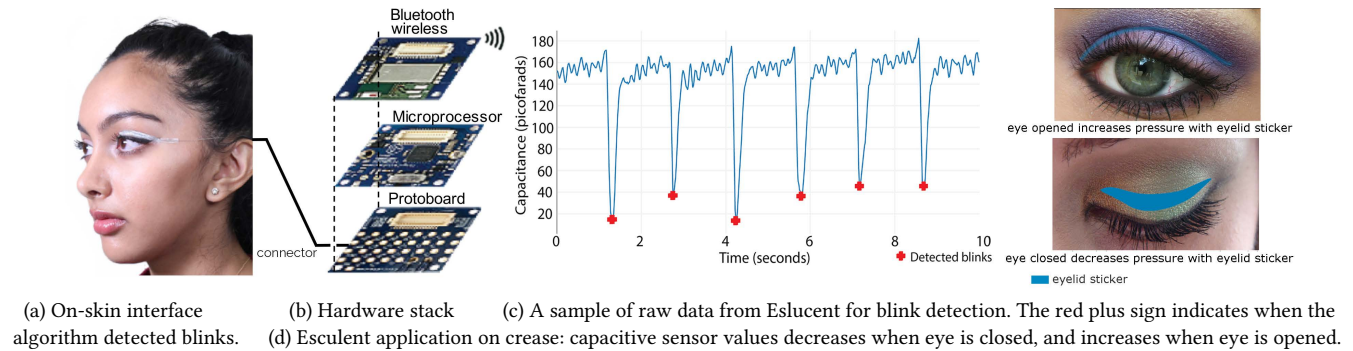 Bluetooth
wireless
Microprocessor
Protoboard
connector
Capacitance (picofarads)
180
160
140
120
100
80
60
40
20
0
2
4
6
8
10
Time (seconds)
Detected blinks
eye opened increases pressure with eyelid sticker
eye closed decreases pressure with eyelid sticker
eyelid sticker
(a) On-skin interface (b) Hardware stack (c) A sample of raw data from Eslucent for blink detection. The red plus sign indicates when the
algorithm detected blinks. (d) Esculent application on crease: capacitive sensor values decreases when eye is closed, and increases when eye is opened.